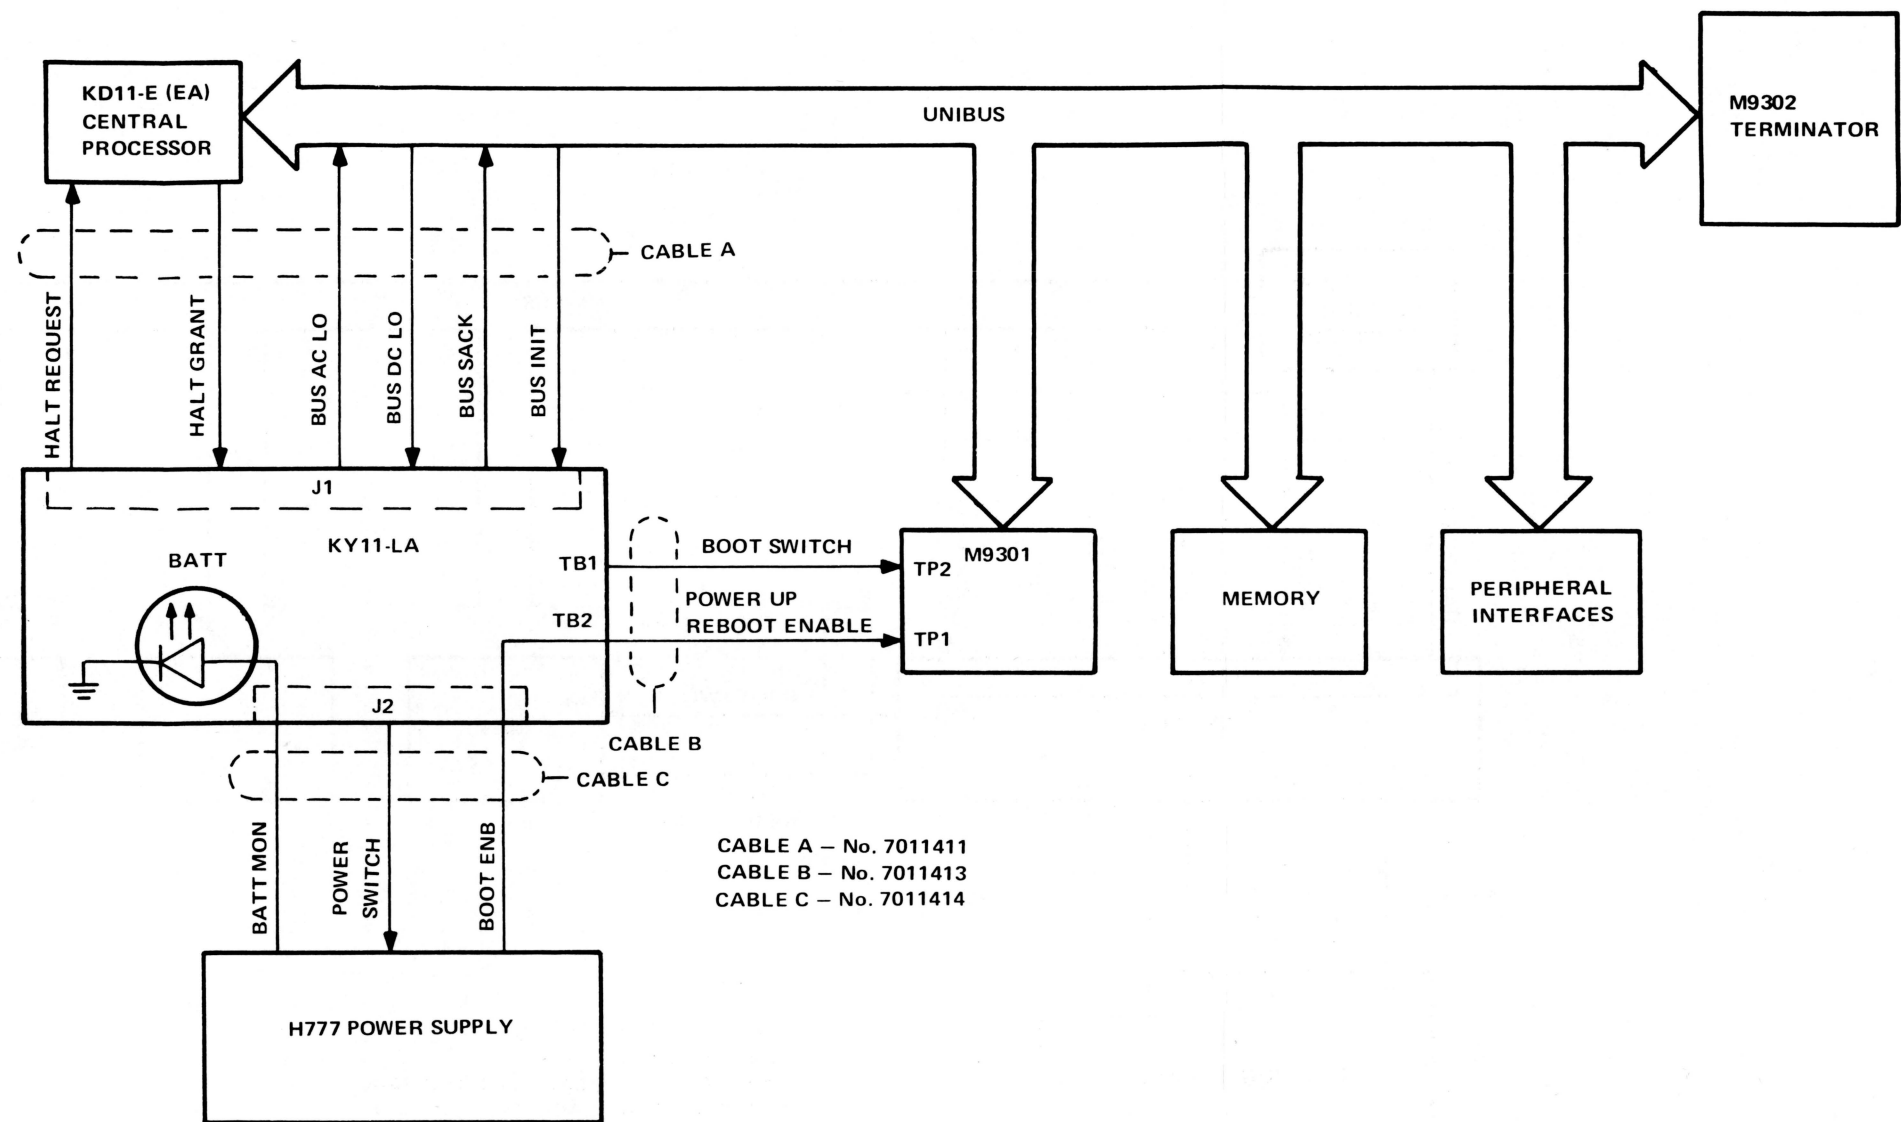 KD11-E (EA)
CENTRAL
PROCESSOR
UNIBUS
M9302
TERMINATOR
CABLE A
HALT REQUEST
HALT GRANT
BUS AC LO
BUS DC LO
BUS SACK
BUS INIT
J1
KY11-LA
BATT
TB1
TB2
J2
BOOT SWITCH
POWER UP
REBOOT ENABLE
M9301
TP2
TP1
MEMORY
PERIPHERAL
INTERFACES
CABLE B
CABLE C
BATT MON
POWER
SWITCH
BOOT ENB
CABLE A – No. 7011411
CABLE B – No. 7011413
CABLE C – No. 7011414
H777 POWER SUPPLY